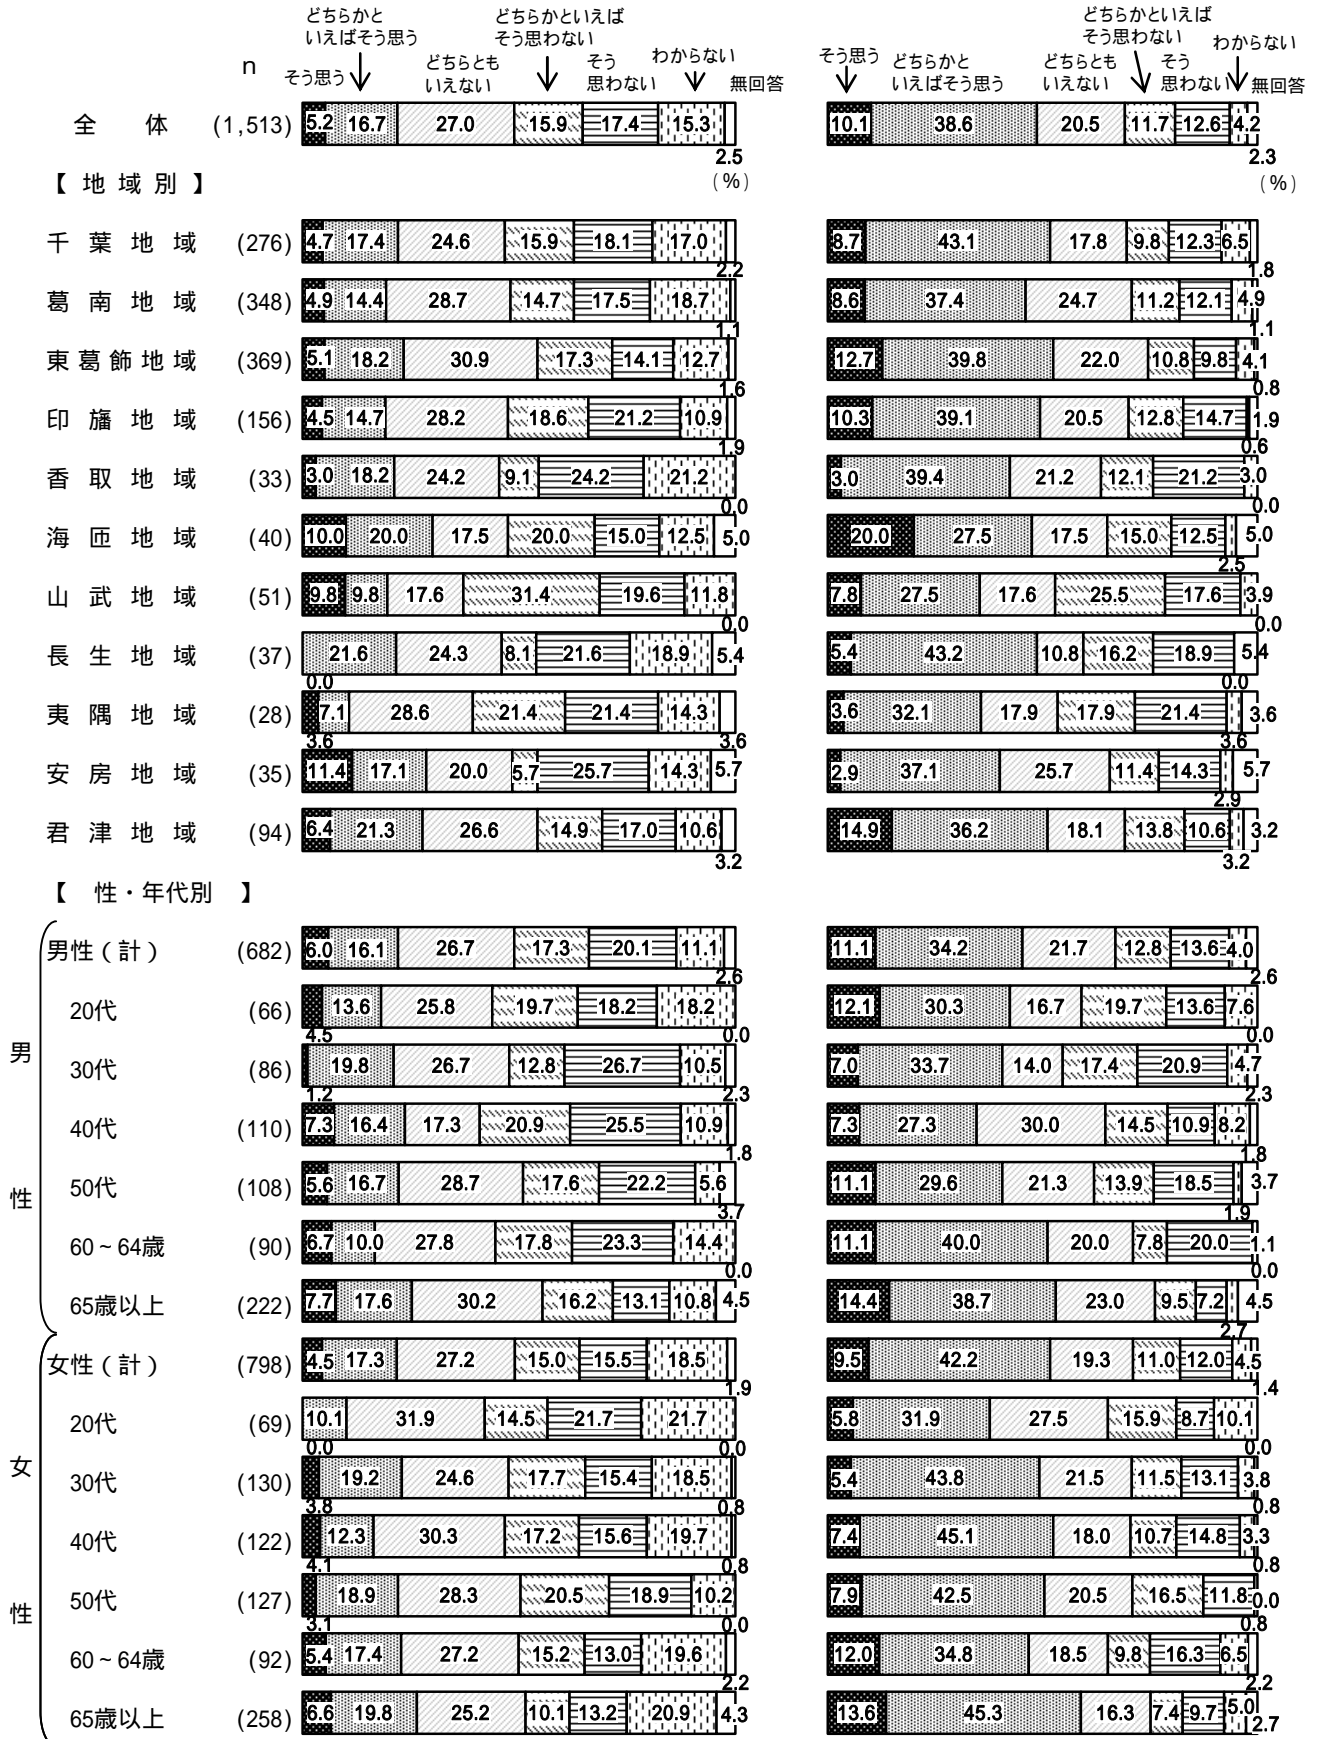 どちらかと
いえばそう思う
どちらかといえば
そう思わない
どちらかといえば
そう思わない
n そう思う どちらとも
いえない そう
思わない わからない 無回答 そう思う どちらかと
いえばそう思う どちらとも
いえない そう
思わない わからない 無回答
全 体 (1,513) 5.2 16.7 27.0 15.9 17.4 15.3 2.5 10.1 38.6 20.5 11.7 12.6 4.2 2.3
【 地 域 別 】 (%) (%)
千 葉 地 域 (276) 4.7 17.4 24.6 15.9 18.1 17.0 2.2 8.7 43.1 17.8 9.8 12.3 6.5 1.8
葛 南 地 域 (348) 4.9 14.4 28.7 14.7 17.5 18.7 1.1 8.6 37.4 24.7 11.2 12.1 4.9 1.1
東 葛 飾 地 域 (369) 5.1 18.2 30.9 17.3 14.1 12.7 1.6 12.7 39.8 22.0 10.8 9.8 4.1 0.8
印 旛 地 域 (156) 4.5 14.7 28.2 18.6 21.2 10.9 1.9 10.3 39.1 20.5 12.8 14.7 0.6 1.9
香 取 地 域 (33) 3.0 18.2 24.2 9.1 24.2 21.2 0.0 3.0 39.4 21.2 12.1 21.2 3.0 0.0
海 匝 地 域 (40) 10.0 20.0 17.5 20.0 15.0 12.5 5.0 20.0 27.5 17.5 15.0 12.5 2.5 5.0
山 武 地 域 (51) 9.8 9.8 17.6 31.4 19.6 11.8 0.0 7.8 27.5 17.6 25.5 17.6 3.9 0.0
長 生 地 域 (37) 0.0 21.6 24.3 8.1 21.6 18.9 5.4 5.4 43.2 10.8 16.2 18.9 0.0 5.4
夷 隅 地 域 (28) 3.6 7.1 28.6 21.4 21.4 14.3 3.6 3.6 32.1 17.9 17.9 21.4 3.6 3.6
安 房 地 域 (35) 11.4 17.1 20.0 5.7 25.7 14.3 5.7 2.9 37.1 25.7 11.4 14.3 2.9 5.7
君 津 地 域 (94) 6.4 21.3 26.6 14.9 17.0 10.6 3.2 14.9 36.2 18.1 13.8 10.6 3.2 3.2
【 性・年代別 】
男性（計） (682) 6.0 16.1 26.7 17.3 20.1 11.1 2.6 11.1 34.2 21.7 12.8 13.6 4.0 2.6
20代 (66) 4.5 13.6 25.8 19.7 18.2 18.2 0.0 12.1 30.3 16.7 19.7 13.6 7.6 0.0
男
30代 (86) 1.2 19.8 26.7 12.8 26.7 10.5 2.3 7.0 33.7 14.0 17.4 20.9 4.7 2.3
40代 (110) 7.3 16.4 17.3 20.9 25.5 10.9 1.8 7.3 27.3 30.0 14.5 10.9 8.2 1.8
50代 (108) 5.6 16.7 28.7 17.6 22.2 5.6 3.7 11.1 29.6 21.3 13.9 18.5 1.9 3.7
性
60~64歳 (90) 6.7 10.0 27.8 17.8 23.3 14.4 0.0 11.1 40.0 20.0 7.8 20.0 1.1 0.0
65歳以上 (222) 7.7 17.6 30.2 16.2 13.1 10.8 4.5 14.4 38.7 23.0 9.5 7.2 2.7 4.5
女性（計） (798) 4.5 17.3 27.2 15.0 15.5 18.5 1.9 9.5 42.2 19.3 11.0 12.0 4.5 1.4
20代 (69) 0.0 10.1 31.9 14.5 21.7 21.7 0.0 5.8 31.9 27.5 15.9 8.7 10.1 0.0
女
30代 (130) 3.8 19.2 24.6 17.7 15.4 18.5 0.8 5.4 43.8 21.5 11.5 13.1 3.8 0.8
40代 (122) 4.1 12.3 30.3 17.2 15.6 19.7 0.8 7.4 45.1 18.0 10.7 14.8 3.3 0.8
50代 (127) 3.1 18.9 28.3 20.5 18.9 10.2 0.0 7.9 42.5 20.5 16.5 11.8 0.8 0.0
性
60~64歳 (92) 5.4 17.4 27.2 15.2 13.0 19.6 2.2 12.0 34.8 18.5 9.8 16.3 6.5 2.2
65歳以上 (258) 6.6 19.8 25.2 10.1 13.2 20.9 4.3 13.6 45.3 16.3 7.4 9.7 5.0 2.7